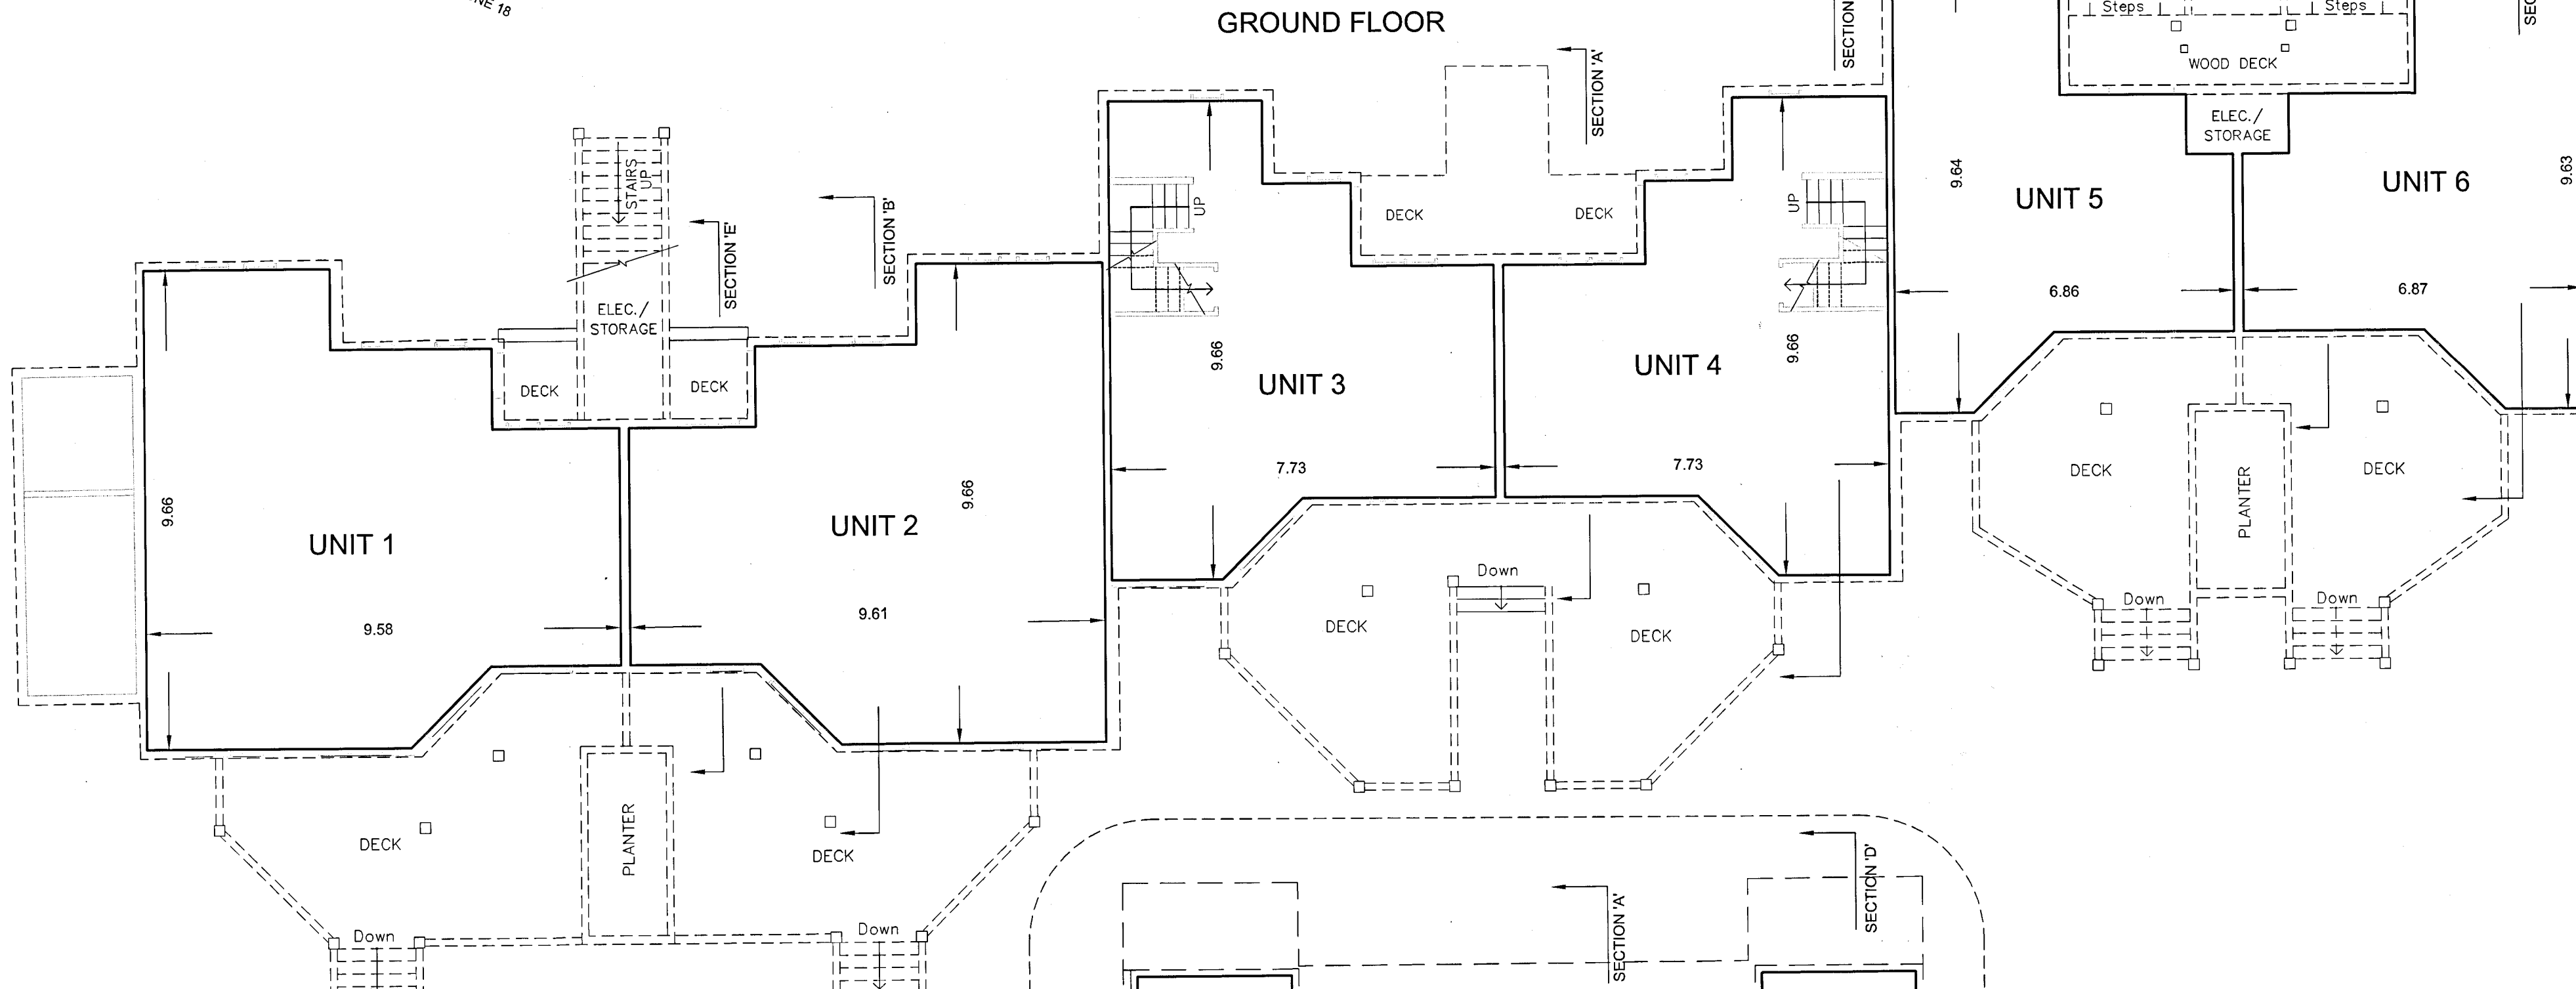 NE 18
GROUND FLOOR
SECTION
Steps
Steps
SEC
WOOD DECK
ELEC./
STORAGE
SECTION 'A'
STAIRS
UP
SECTION 'E'
SECTION 'B'
UP
DECK
DECK
UP
9.64
UNIT 5
UNIT 6
9.63
6.86
6.87
ELEC./
STORAGE
DECK
DECK
9.66
UNIT 3
UNIT 4
9.66
7.73
7.73
9.66
UNIT 1
UNIT 2
9.66
9.58
9.61
DECK
PLANTER
DECK
Down
Down
Down
DECK
DECK
DECK
PLANTER
DECK
Down
Down
SECTION 'A'
SECTION 'D'